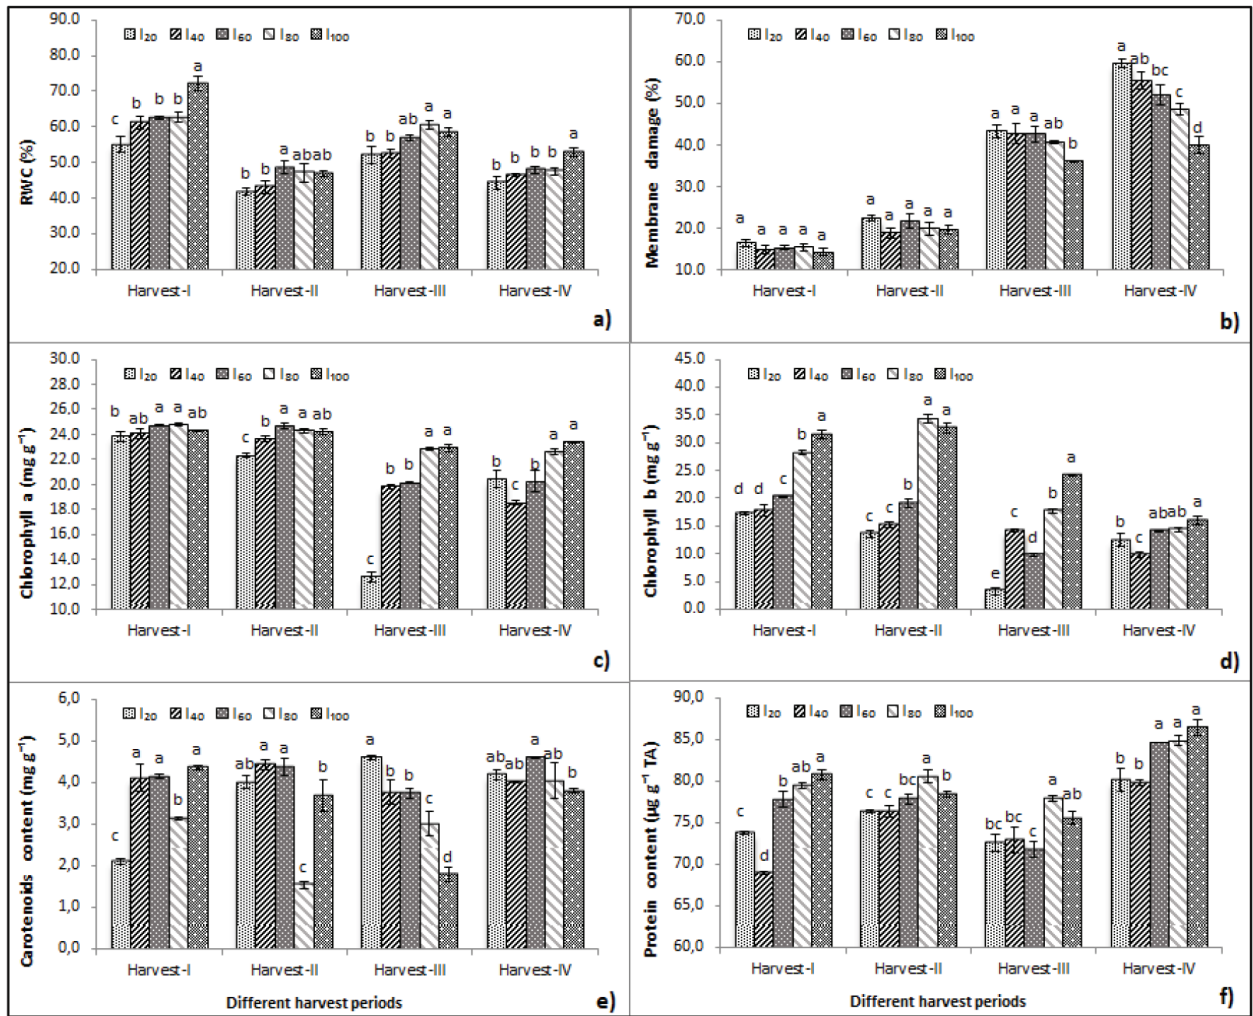 90.0
80.0
70.0
60.0
50.0
40.0
30.0
20.0
RWC (%)
I20 I40 I60 I80 I100
c b b b a
b b a ab ab
b b ab a a
b b b b a
Harvest-I Harvest-II Harvest-III Harvest-IV
a)
70.0
60.0
50.0
40.0
30.0
20.0
10.0
Membrane damage (%)
I20 I40 I60 I80 I100
a a a a a
a a a a a
a a a ab b
a ab bc c d
Harvest-I Harvest-II Harvest-III Harvest-IV
b)
30.0
28.0
26.0
24.0
22.0
20.0
18.0
16.0
14.0
12.0
10.0
Chlorophyll a (mg g⁻¹)
I20 I40 I60 I80 I100
b ab a a ab
c b a a ab
c b b a a
b c b a a
Harvest-I Harvest-II Harvest-III Harvest-IV
c)
45.0
40.0
35.0
30.0
25.0
20.0
15.0
10.0
5.0
0.0
Chlorophyll b (mg g⁻¹)
I20 I40 I60 I80 I100
d d c b a
c c b a a
e c d b a
b c ab ab a
Harvest-I Harvest-II Harvest-III Harvest-IV
d)
6,0
5,0
4,0
3,0
2,0
1,0
0,0
Carotenoids content (mg g⁻¹)
I20 I40 I60 I80 I100
c a a b a
ab a a c b
a b b c d
ab ab a ab b
Harvest-I Harvest-II Harvest-III Harvest-IV
Different harvest periods
e)
90,0
85,0
80,0
75,0
70,0
65,0
60,0
Protein content (µg g⁻¹ TA)
I20 I40 I60 I80 I100
c d b ab a
c c bc a b
bc bc c a ab
b b a a a
Harvest-I Harvest-II Harvest-III Harvest-IV
Different harvest periods
f)